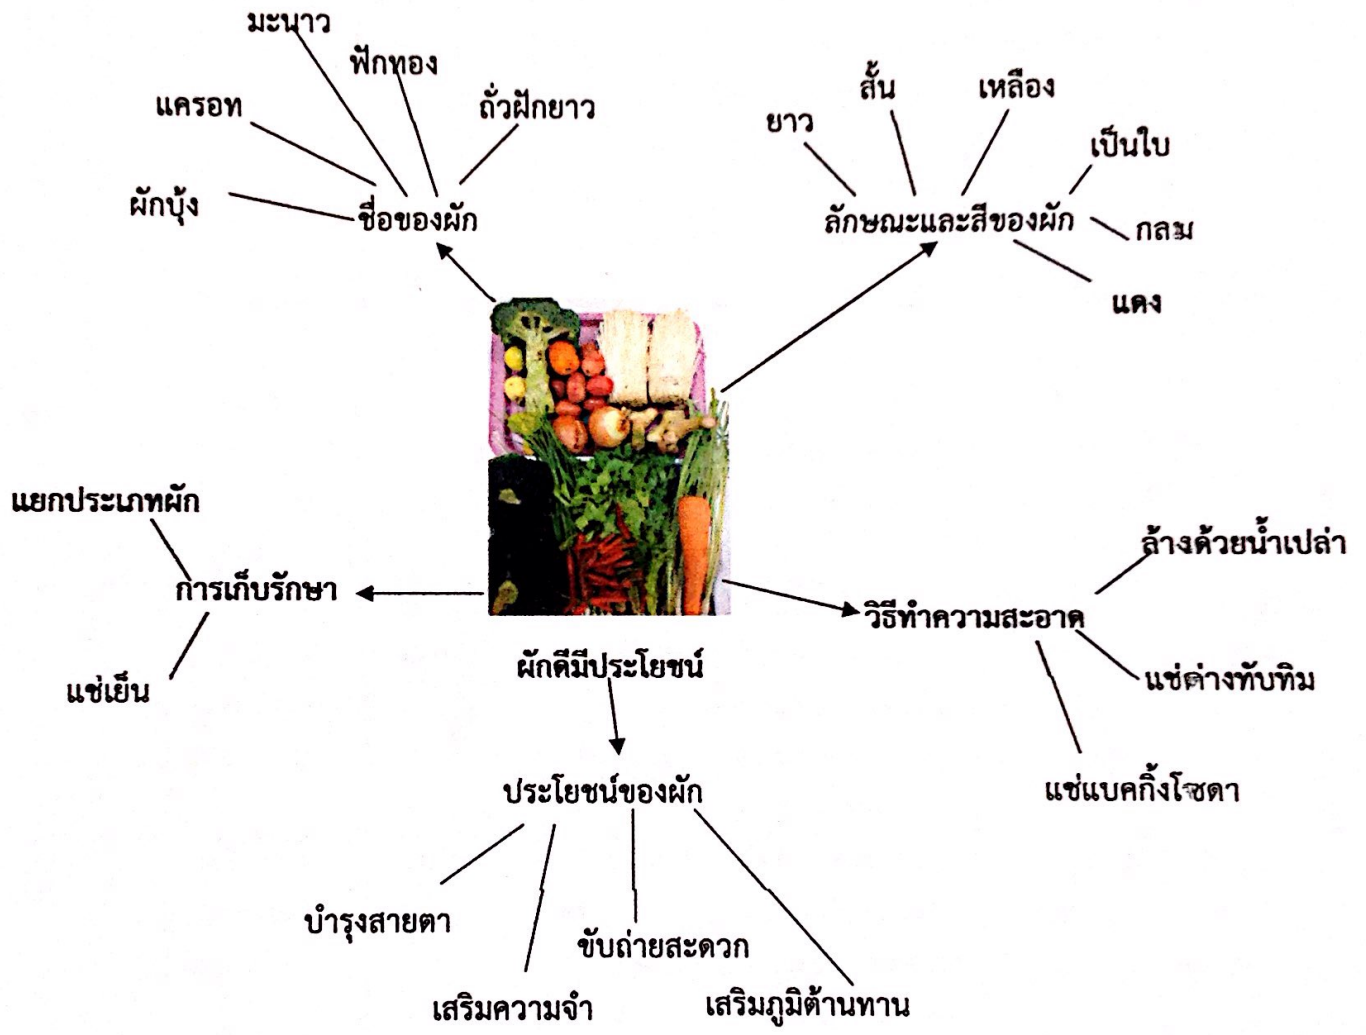 มะนาว
ฟักทอง
แครอท
ถั่วฝักยาว
ผักบุ้ง
ชื่อของผัก
สั้น
เหลือง
ยาว
เป็นใบ
ลักษณะและสีของผัก
กลม
แดง
แยกประเภทผัก
การเก็บรักษา
แช่เย็น
ล้างด้วยน้ำเปล่า
วิธีทำความสะอาด
แช่ด่างทับทิม
แช่แบคกิ้งโซดา
ผักดีมีประโยชน์
ประโยชน์ของผัก
บำรุงสายตา
ขับถ่ายสะดวก
เสริมความจำ
เสริมภูมิต้านทาน